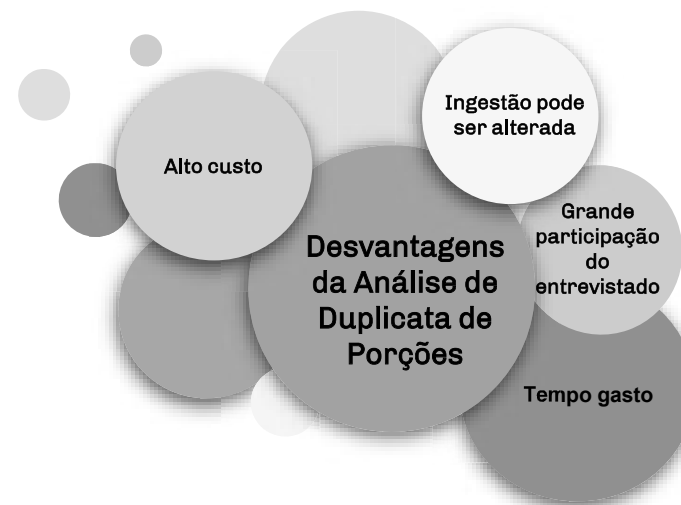 Ingestão pode
ser alterada
Alto custo
Grande
participação
do
entrevistado
Desvantagens
da Análise de
Duplicata de
Porções
Tempo gasto